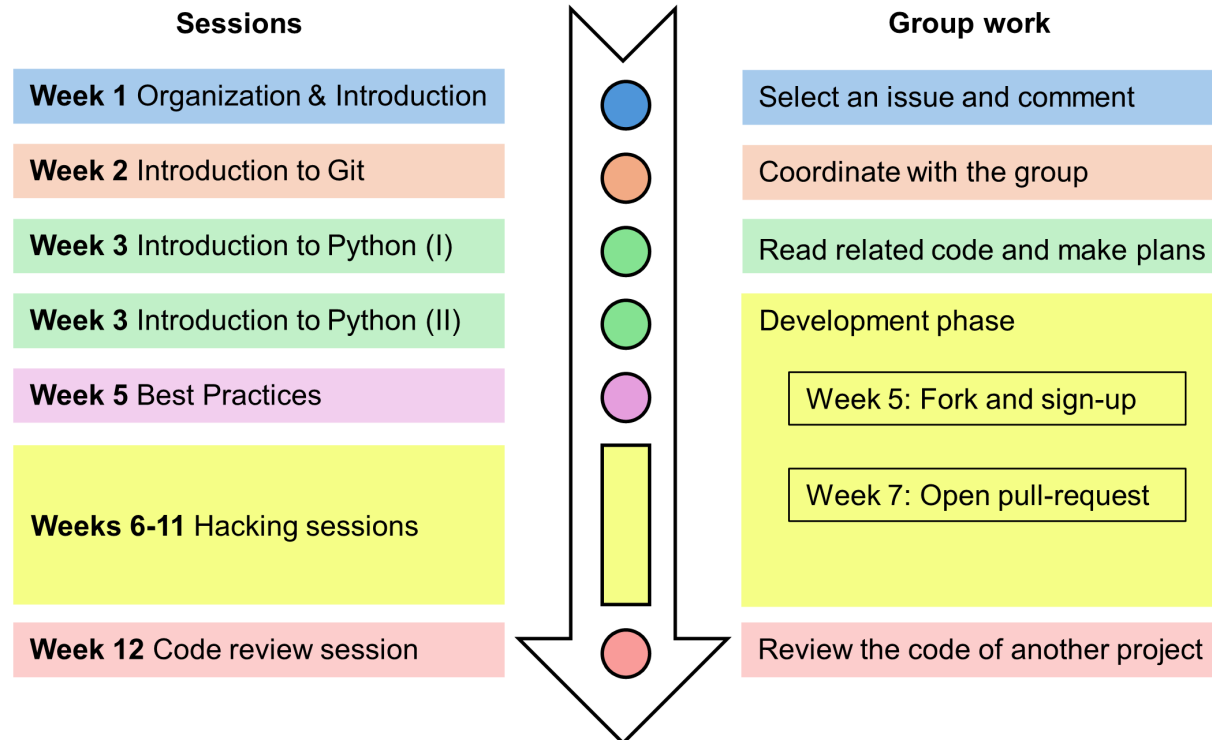 Sessions
Group work
Week 1 Organization & Introduction
Select an issue and comment
Week 2 Introduction to Git
Coordinate with the group
Week 3 Introduction to Python (I)
Read related code and make plans
Week 3 Introduction to Python (II)
Development phase
Week 5 Best Practices
Week 5: Fork and sign-up
Week 7: Open pull-request
Weeks 6-11 Hacking sessions
Week 12 Code review session
Review the code of another project